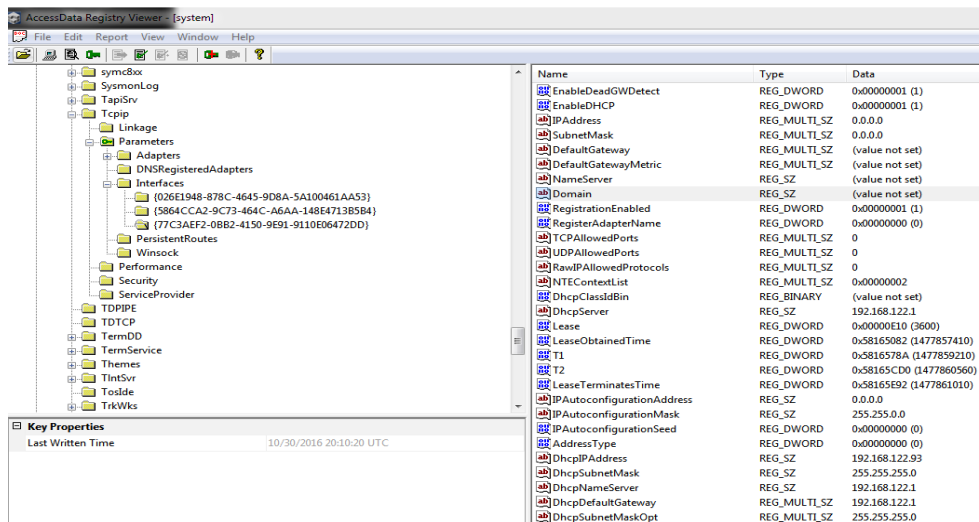 AccessData Registry Viewer - [system]
File Edit Report View Window Help
symc8xx
SysmonLog
TapiSrv
Tcpip
Linkage
Parameters
Adapters
DNSRegisteredAdapters
Interfaces
{026E1948-878C-4645-9D8A-5A100461AA53}
{5864CCA2-9C73-464C-A6AA-148E4713B5B4}
{77C3AEF2-0BB2-4150-9E91-9110E06472DD}
PersistentRoutes
Winsock
Performance
Security
ServiceProvider
TDPIPE
TDTCP
TermDD
TermService
Themes
TlntSvr
TosIde
TrkWks
Key Properties
Last Written Time 10/30/2016 20:10:20 UTC
Name Type Data
EnableDeadGWDetect REG_DWORD 0x00000001 (1)
EnableDHCP REG_DWORD 0x00000001 (1)
IPAddress REG_MULTI_SZ 0.0.0.0
SubnetMask REG_MULTI_SZ 0.0.0.0
DefaultGateway REG_MULTI_SZ (value not set)
DefaultGatewayMetric REG_MULTI_SZ (value not set)
NameServer REG_SZ (value not set)
Domain REG_SZ (value not set)
RegistrationEnabled REG_DWORD 0x00000001 (1)
RegisterAdapterName REG_DWORD 0x00000000 (0)
TCPAllowedPorts REG_MULTI_SZ 0
UDPAllowedPorts REG_MULTI_SZ 0
RawIPAllowedProtocols REG_MULTI_SZ 0
NTEContextList REG_MULTI_SZ 0x00000002
DhcpClassIdBin REG_BINARY (value not set)
DhcpServer REG_SZ 192.168.122.1
Lease REG_DWORD 0x00000E10 (3600)
LeaseObtainedTime REG_DWORD 0x58165082 (1477857410)
T1 REG_DWORD 0x5816578A (1477859210)
T2 REG_DWORD 0x58165CD0 (1477860560)
LeaseTerminatesTime REG_DWORD 0x58165E92 (1477861010)
IPAutoconfigurationAddress REG_SZ 0.0.0.0
IPAutoconfigurationMask REG_SZ 255.255.0.0
IPAutoconfigurationSeed REG_DWORD 0x00000000 (0)
AddressType REG_DWORD 0x00000000 (0)
DhcpIPAddress REG_SZ 192.168.122.93
DhcpSubnetMask REG_SZ 255.255.255.0
DhcpNameServer REG_SZ 192.168.122.1
DhcpDefaultGateway REG_MULTI_SZ 192.168.122.1
DhcpSubnetMaskOpt REG_MULTI_SZ 255.255.255.0